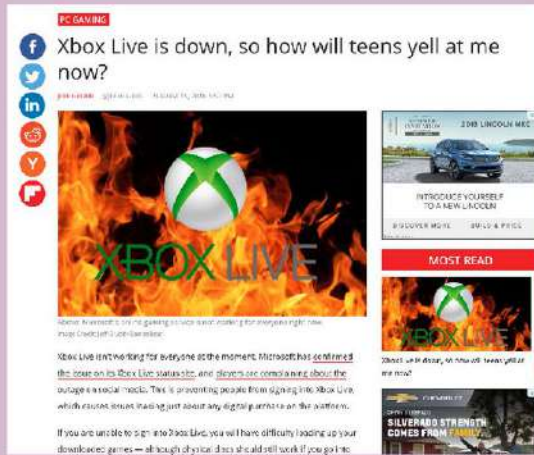 PC GAMING
Xbox Live is down, so how will teens yell at me
now?
XBOX LIVE
2018 LINCOLN MKC
INTRODUCE YOURSELF
TO A NEW LINCOLN
DISCOVER MORE
BUILD & PRICE
MOST READ
XBOX LIVE
Xbox Live is down, so how will teens yell at
me now?
Xbox Live isn't working for everyone at the moment. Microsoft has confirmed
the issue on its Xbox Live status site, and players are complaining about the
outage on social media. This is preventing people from signing into Xbox Live,
which causes issues loading just about any digital purchase on the platform.
CHEVROLET
SILVERADO STRENGTH
COMES FROM FAMILY.
If you are unable to sign into Xbox Live, you will have difficulty loading up your
downloaded games — although physical discs should still work if you go into